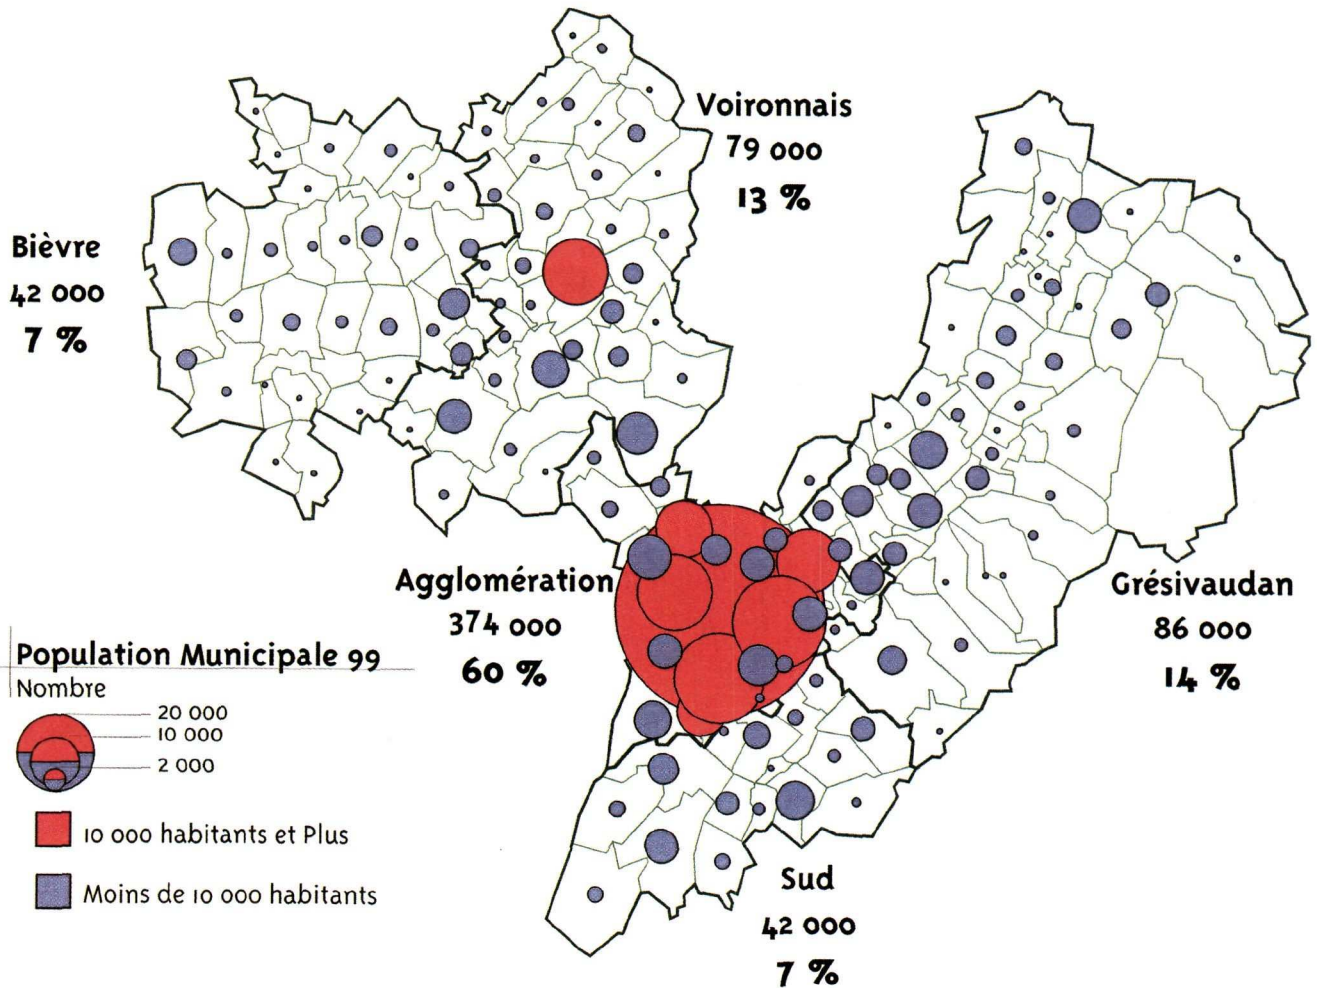 Voironnais
79 000
13 %
Bièvre
42 000
7 %
Agglomération
374 000
60 %
Grésivaudan
86 000
14 %
Population Municipale 99
Nombre
20 000
10 000
2 000
10 000 habitants et Plus
Moins de 10 000 habitants
Sud
42 000
7 %